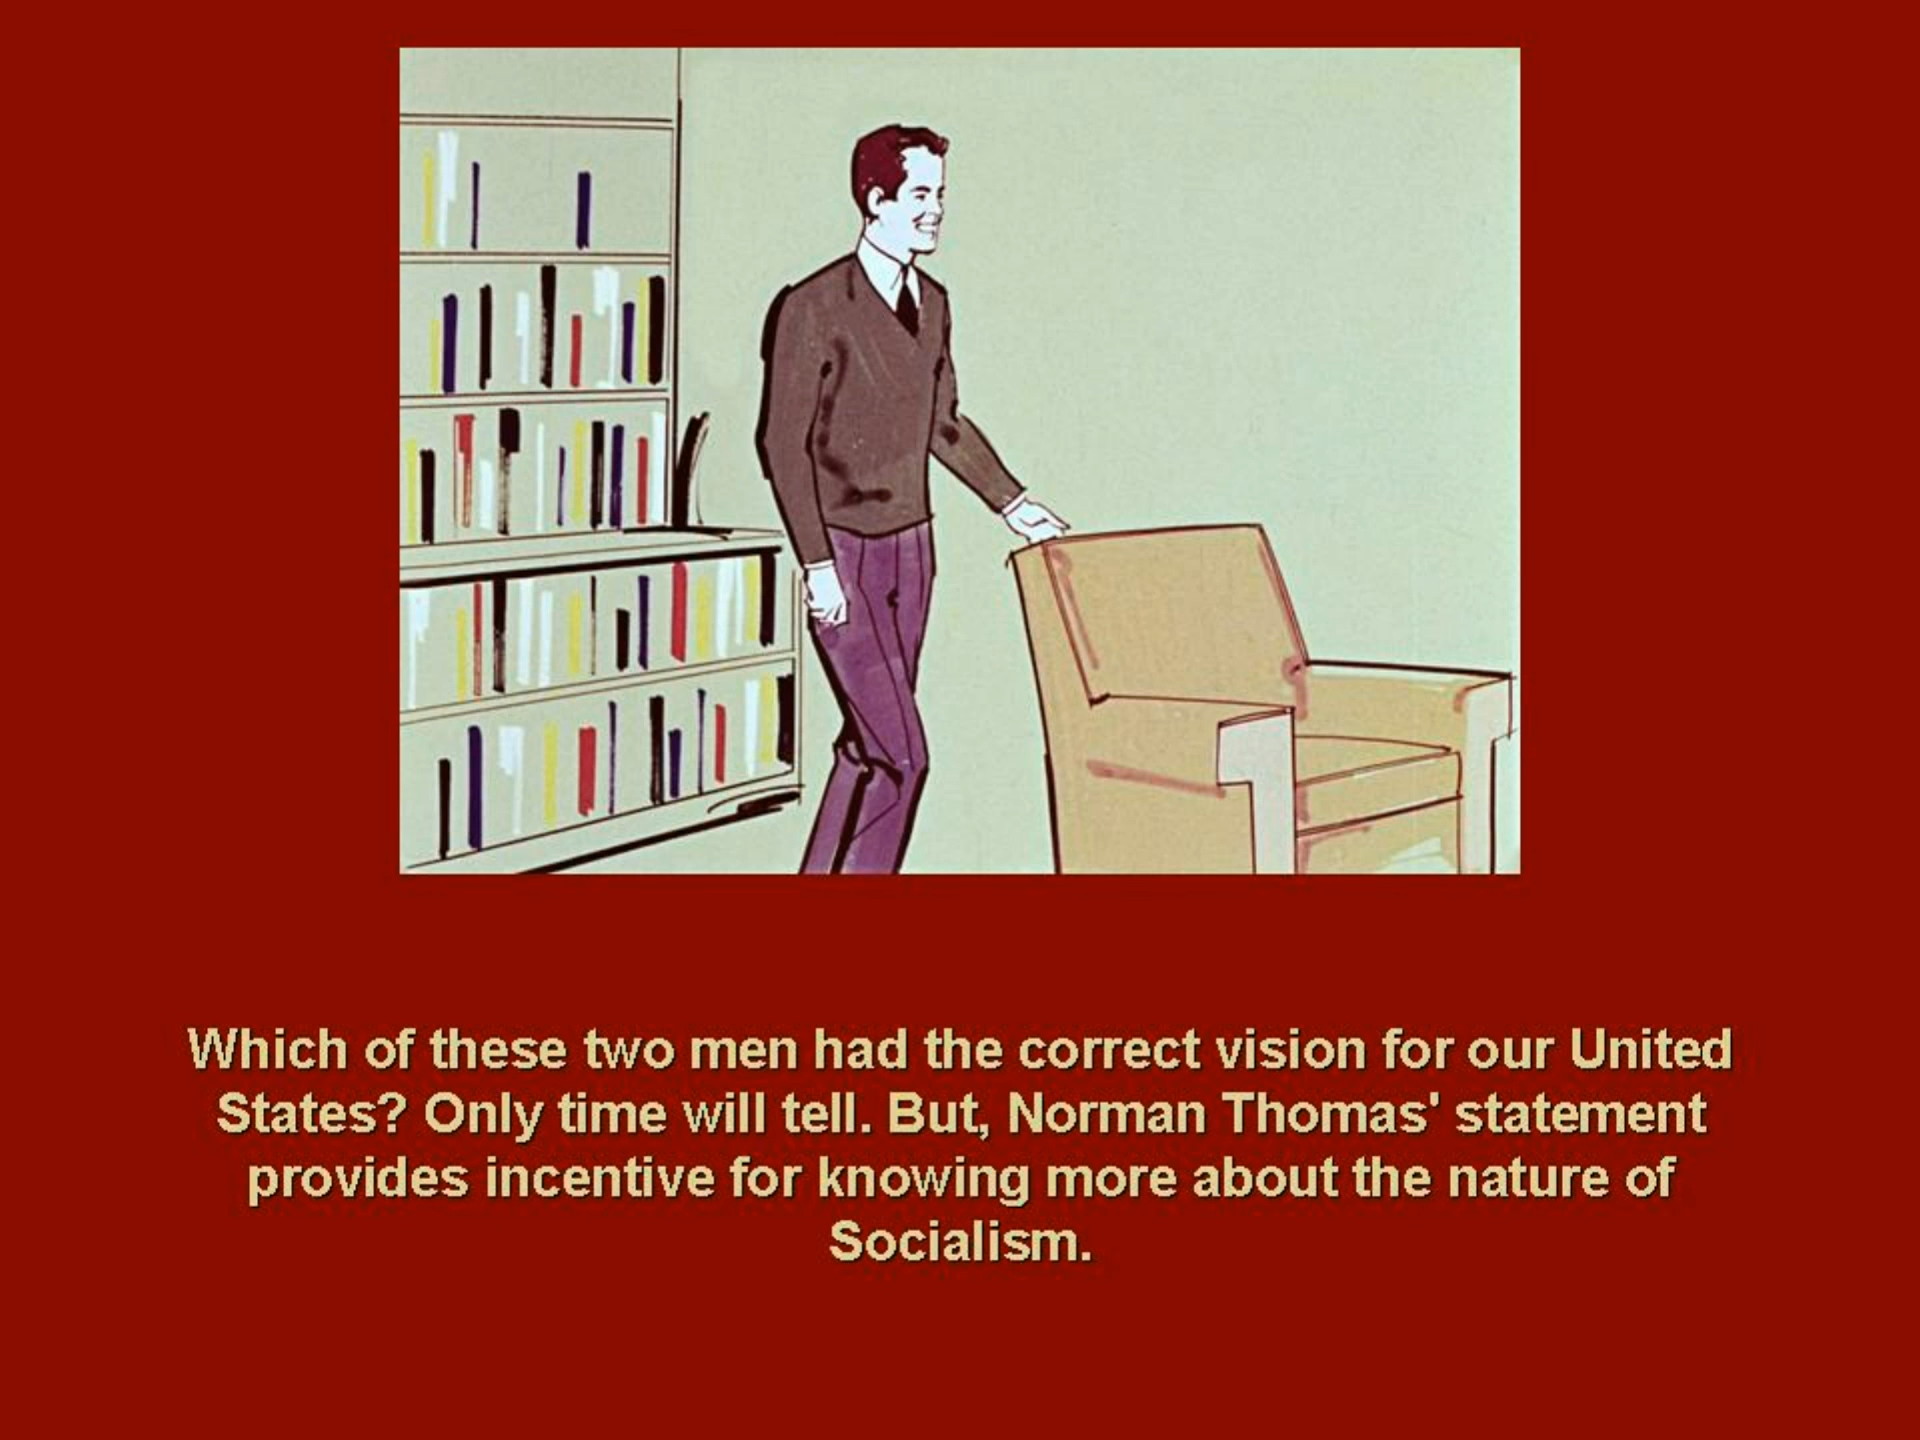 Which of these two men had the correct vision for our United
States? Only time will tell. But, Norman Thomas' statement
provides incentive for knowing more about the nature of
Socialism.